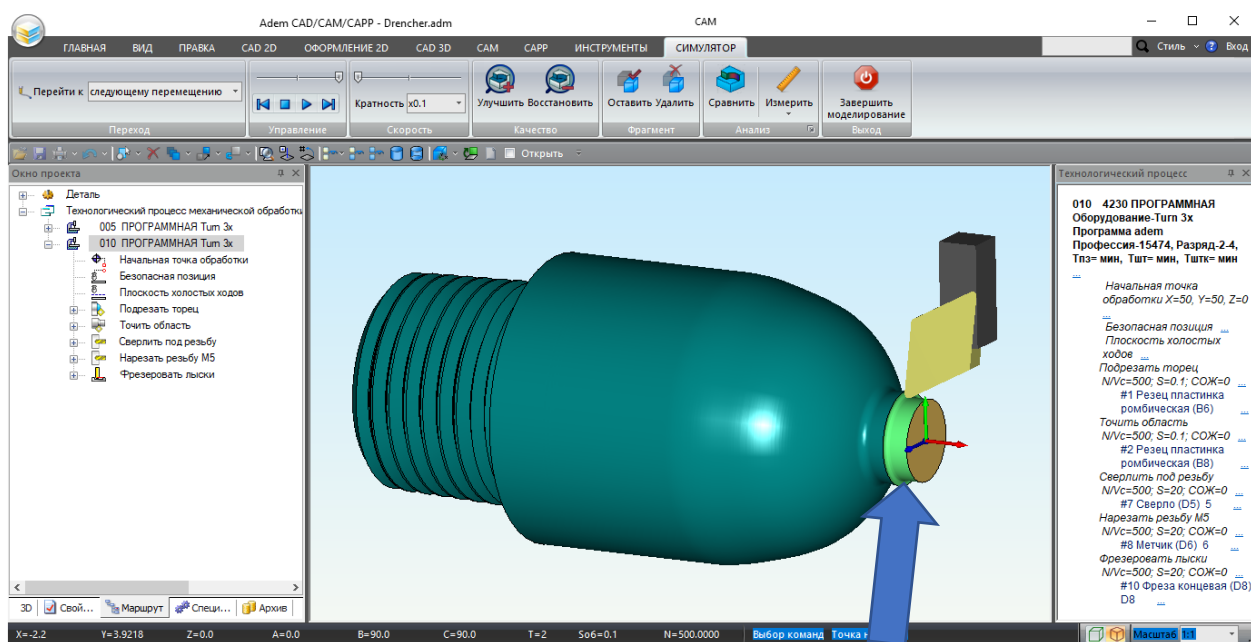 Adem CAD/CAM/CAPP - Drencher.adm
CAM
ГЛАВНАЯ ВИД ПРАВКА CAD 2D ОФОРМЛЕНИЕ 2D CAD 3D CAM CAPP ИНСТРУМЕНТЫ СИМУЛЯТОР
Стиль ? Вход
Перейти к следующему перемещению
Кратность x0.1
Улучшить Восстановить
Оставить Удалить
Сравнить Измерить
Завершить
моделирование
Переход Управление Скорость Качество Фрагмент Анализ Выход
Открыть
Окно проекта
Деталь
Технологический процесс механической обработки
005 ПРОГРАММНАЯ Turn 3x
010 ПРОГРАММНАЯ Turn 3x
Начальная точка обработки
Безопасная позиция
Плоскость холостых ходов
Подрезать торец
Точить область
Сверлить под резьбу
Нарезать резьбу М5
Фрезеровать лыски
3D Свой... Маршрут Специ... Архив
Технологический процесс
010 4230 ПРОГРАММНАЯ
Оборудование-Turn 3x
Программа adem
Профессия-15474, Разряд-2-4,
Тпз= мин, Тшт= мин, Тштк= мин
...
Начальная точка
обработки X=50, Y=50, Z=0
...
Безопасная позиция ...
Плоскость холостых
ходов ...
Подрезать торец
N/Vc=500; S=0.1; СОЖ=0 ...
#1 Резец пластинка
ромбическая (B6) ...
Точить область
N/Vc=500; S=0.1; СОЖ=0 ...
#2 Резец пластинка
ромбическая (B8) ...
Сверлить под резьбу
N/Vc=500; S=20; СОЖ=0 ...
#7 Сверло (D5) 5 ...
Нарезать резьбу М5
N/Vc=500; S=20; СОЖ=0 ...
#8 Метчик (D6) 6 ...
Фрезеровать лыски
N/Vc=500; S=20; СОЖ=0 ...
#10 Фреза концевая (D8)
D8 ...
X=-2.2 Y=3.9218 Z=0.0 A=0.0 B=90.0 C=90.0 T=2 So6=0.1 N=500.0000 Выбор команд Точка н
Масштаб 1:1